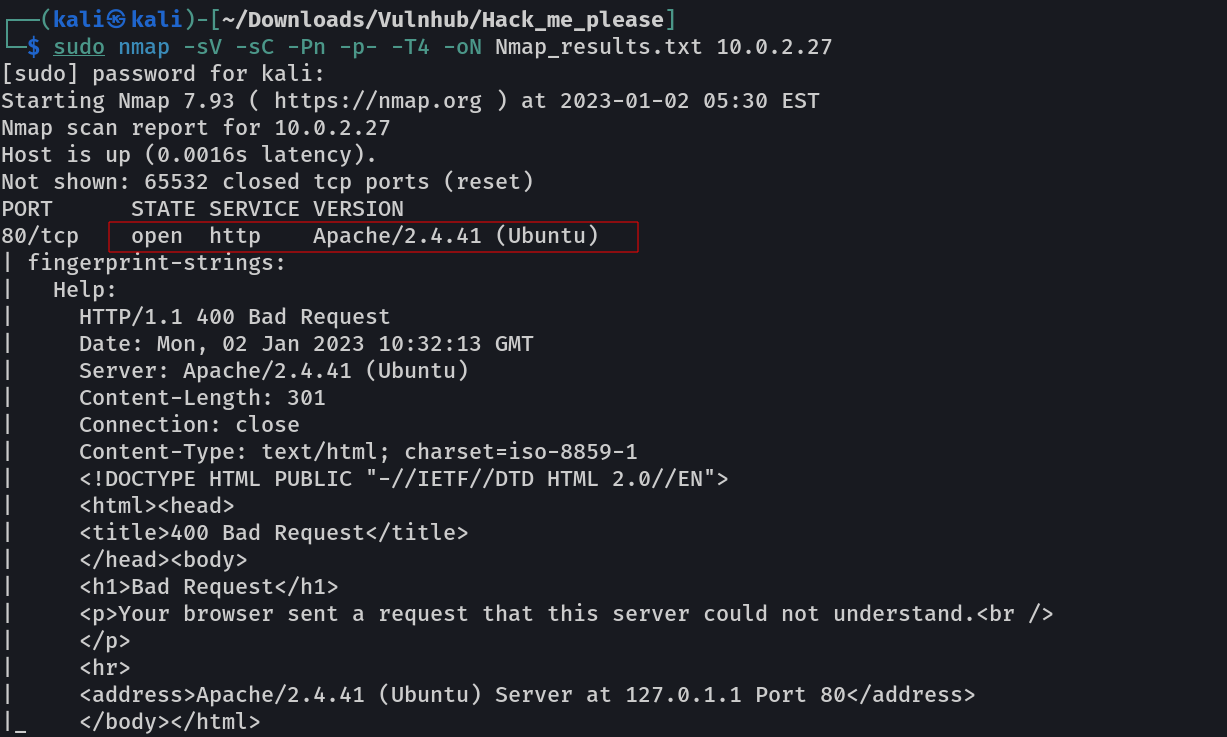 ┌──(kali㉿kali)-[~/Downloads/Vulnhub/Hack_me_please]
└─$ sudo nmap -sV -sC -Pn -p- -T4 -oN Nmap_results.txt 10.0.2.27
[sudo] password for kali:
Starting Nmap 7.93 ( https://nmap.org ) at 2023-01-02 05:30 EST
Nmap scan report for 10.0.2.27
Host is up (0.0016s latency).
Not shown: 65532 closed tcp ports (reset)
PORT      STATE SERVICE VERSION
80/tcp    open  http    Apache/2.4.41 (Ubuntu)
| fingerprint-strings:
|   Help:
|     HTTP/1.1 400 Bad Request
|     Date: Mon, 02 Jan 2023 10:32:13 GMT
|     Server: Apache/2.4.41 (Ubuntu)
|     Content-Length: 301
|     Connection: close
|     Content-Type: text/html; charset=iso-8859-1
|     <!DOCTYPE HTML PUBLIC "-//IETF//DTD HTML 2.0//EN">
|     <html><head>
|     <title>400 Bad Request</title>
|     </head><body>
|     <h1>Bad Request</h1>
|     <p>Your browser sent a request that this server could not understand.<br />
|     </p>
|     <hr>
|     <address>Apache/2.4.41 (Ubuntu) Server at 127.0.1.1 Port 80</address>
|_    </body></html>